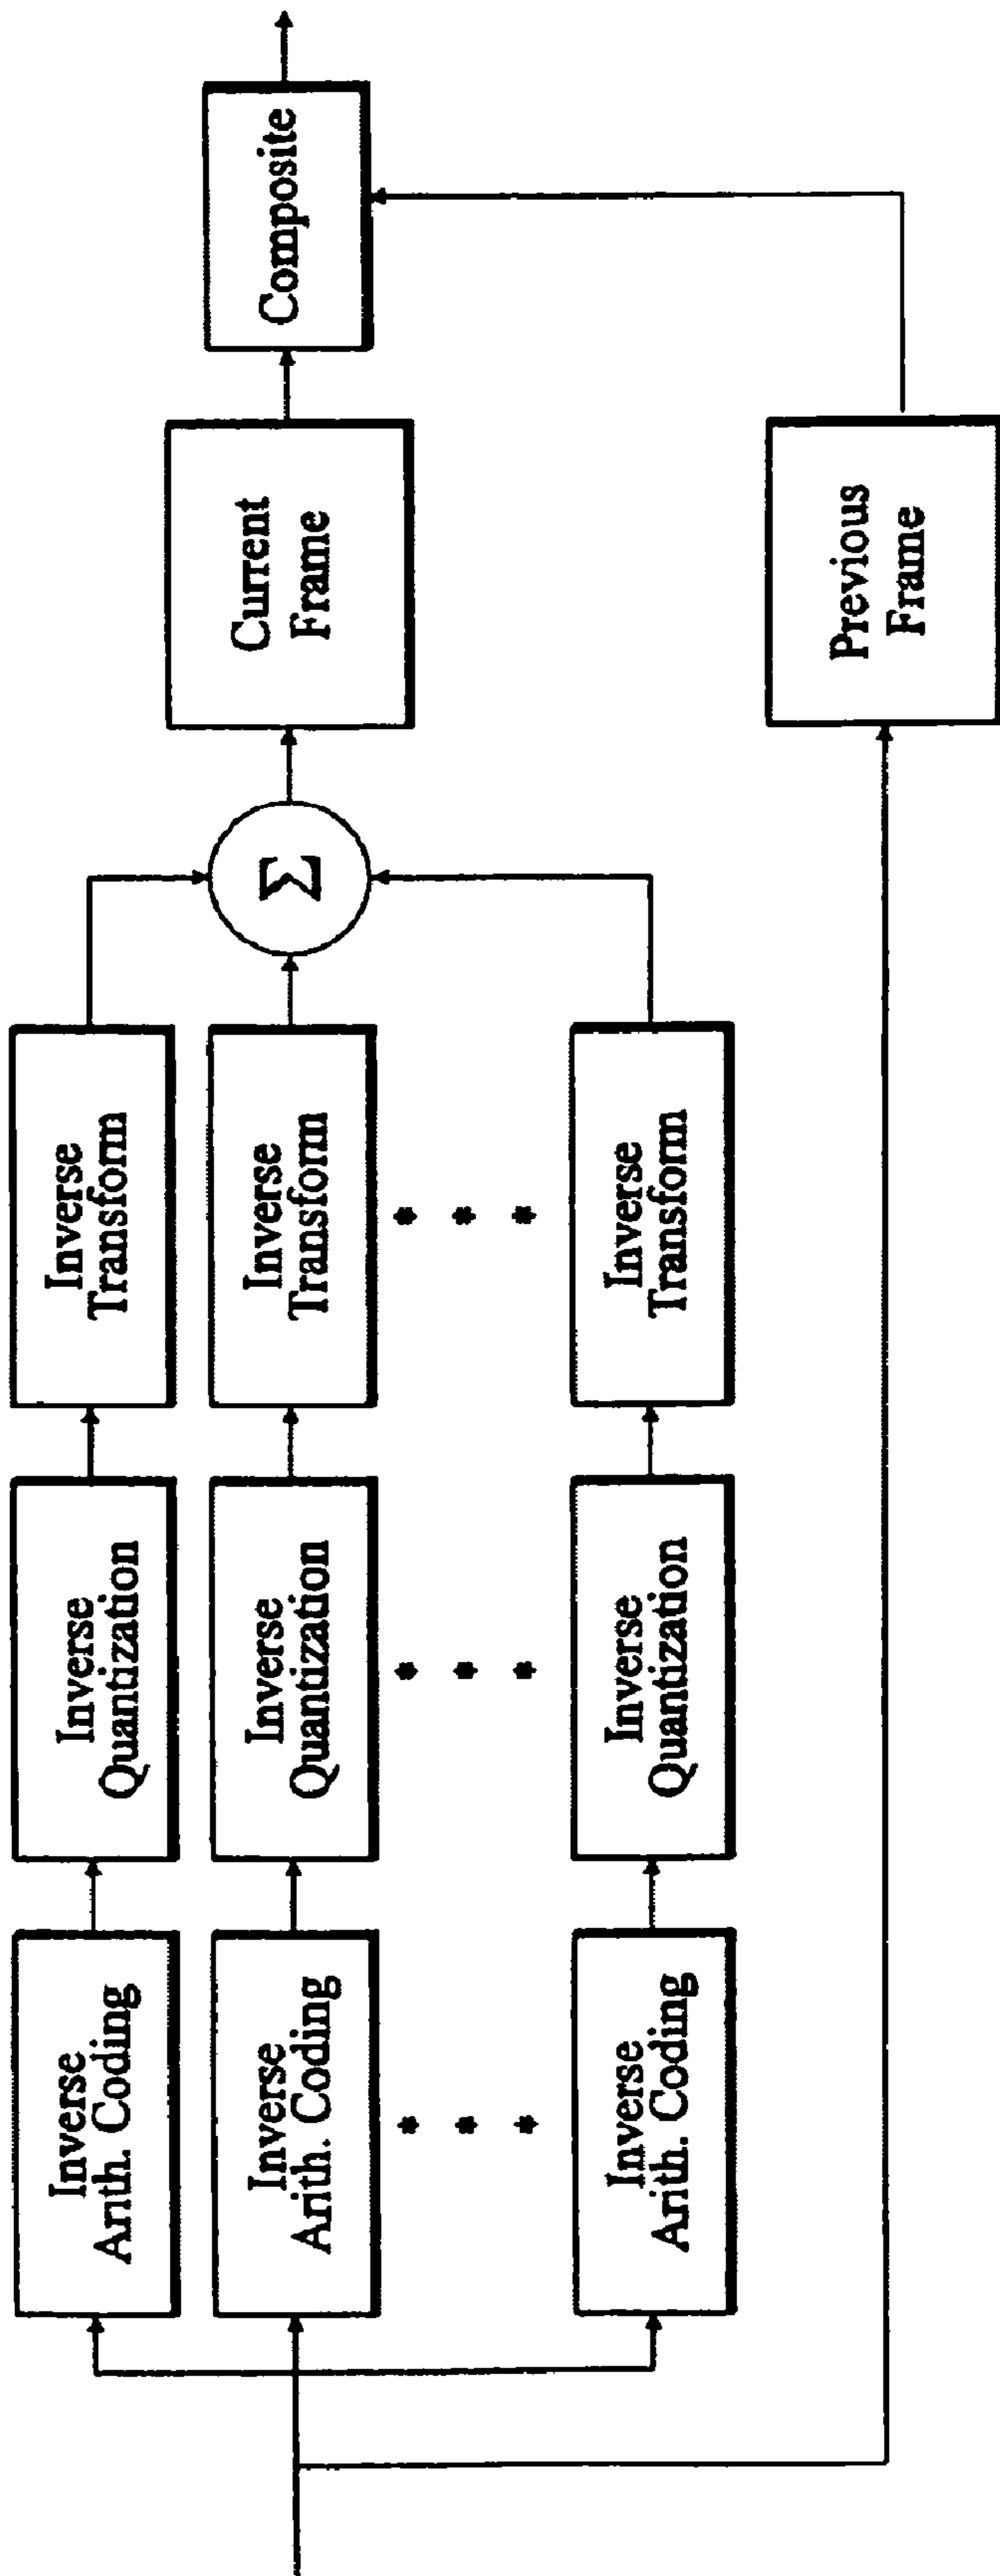 Inverse
Arith. Coding
Inverse
Quantization
Inverse
Transform
Inverse
Arith. Coding
Inverse
Quantization
Inverse
Transform
Σ
Current
Frame
Composite
* * *
* * *
* * *
Inverse
Arith. Coding
Inverse
Quantization
Inverse
Transform
Previous
Frame